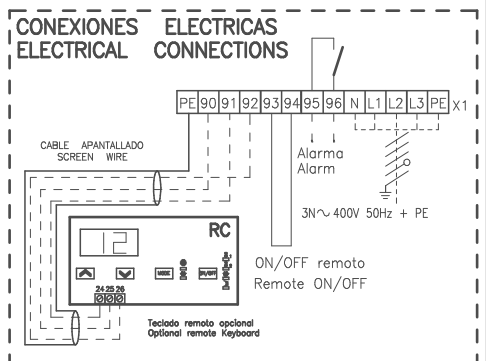 CONEXIONES ELECTRICAS
ELECTRICAL CONNECTIONS
PE 90 91 92 93 94 95 96 N L1 L2 L3 PE X1
CABLE APANTALLADO
SCREEN WIRE
Alarma
Alarm
3N~ 400V 50Hz + PE
RC
12
MODE
ON/OFF
24 25 26
ON/OFF remoto
Remote ON/OFF
Teclado remoto opcional
Optional remote Keyboard